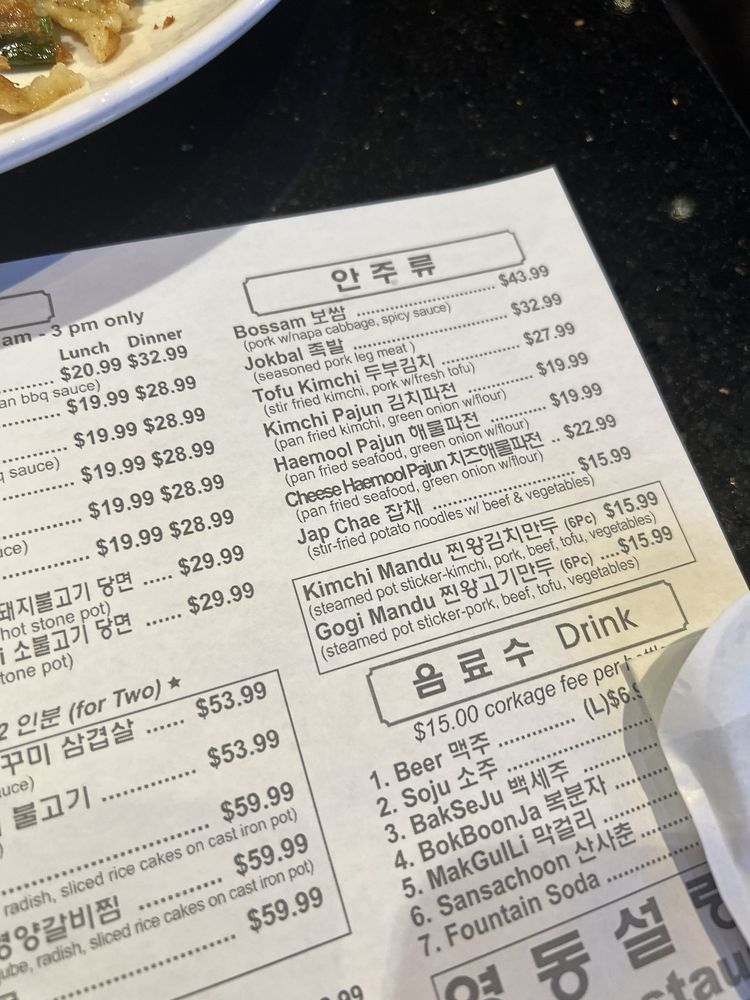 am - 3 pm only
Lunch Dinner
$20.99 $32.99
an bbq sauce)
$19.99 $28.99
$19.99 $28.99
q sauce)
$19.99 $28.99
$19.99 $28.99
uce)
$19.99 $28.99
돼지불고기 당면 ..... $29.99
hot stone pot)
i 소불고기 당면 ..... $29.99
tone pot)
2 인분 (for Two) ★
꾸미 삼겹살 ...... $53.99
uce)
불고기 ............ $53.99
)
$59.99
radish, sliced rice cakes on cast iron pot)
$59.99
영양갈비찜
jube, radish, sliced rice cakes on cast iron pot)
$59.99
안주류
Bossam 보쌈 ........................ $43.99
(pork w/napa cabbage, spicy sauce)
Jokbal 족발 ........................ $32.99
(seasoned pork leg meat )
Tofu Kimchi 두부김치 ............. $27.99
(stir fried kimchi, pork w/fresh tofu)
Kimchi Pajun 김치파전 ............ $19.99
(pan fried kimchi, green onion w/flour)
Haemool Pajun 해물파전 .......... $19.99
(pan fried seafood, green onion w/flour)
Cheese Haemool Pajun 치즈해물파전 .. $22.99
(pan fried seafood, green onion w/flour)
Jap Chae 잡채 ........................ $15.99
(stir-fried potato noodles w/ beef & vegetables)
Kimchi Mandu 찐왕김치만두 (6Pc) $15.99
(steamed pot sticker-kimchi, pork, beef, tofu, vegetables)
Gogi Mandu 찐왕고기만두 (6Pc) ....$15.99
(steamed pot sticker-pork, beef, tofu, vegetables)
음료수 Drink
$15.00 corkage fee per
1. Beer 맥주 .............. (L)$6.
2. Soju 소주
3. BakSeJu 백세주
4. BokBoonJa 복분자
5. MakGulLi 막걸리
6. Sansachoon 산사춘
7. Fountain Soda
영동설